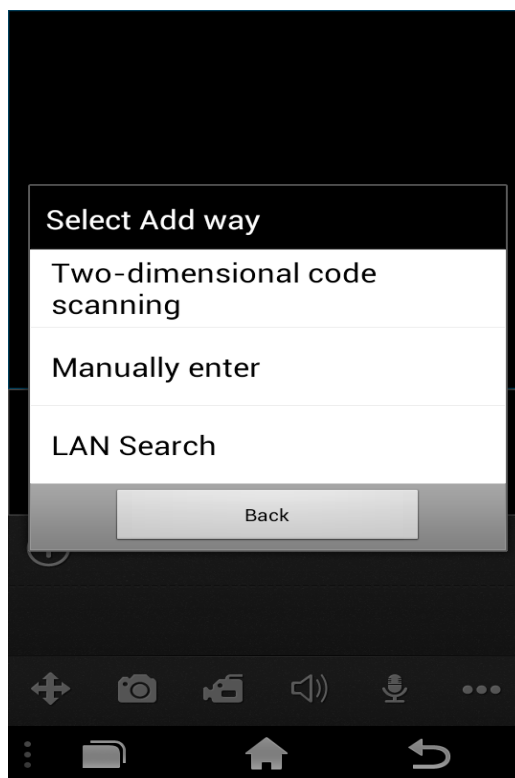 Select Add way
Two-dimensional code
scanning
Manually enter
LAN Search
Back